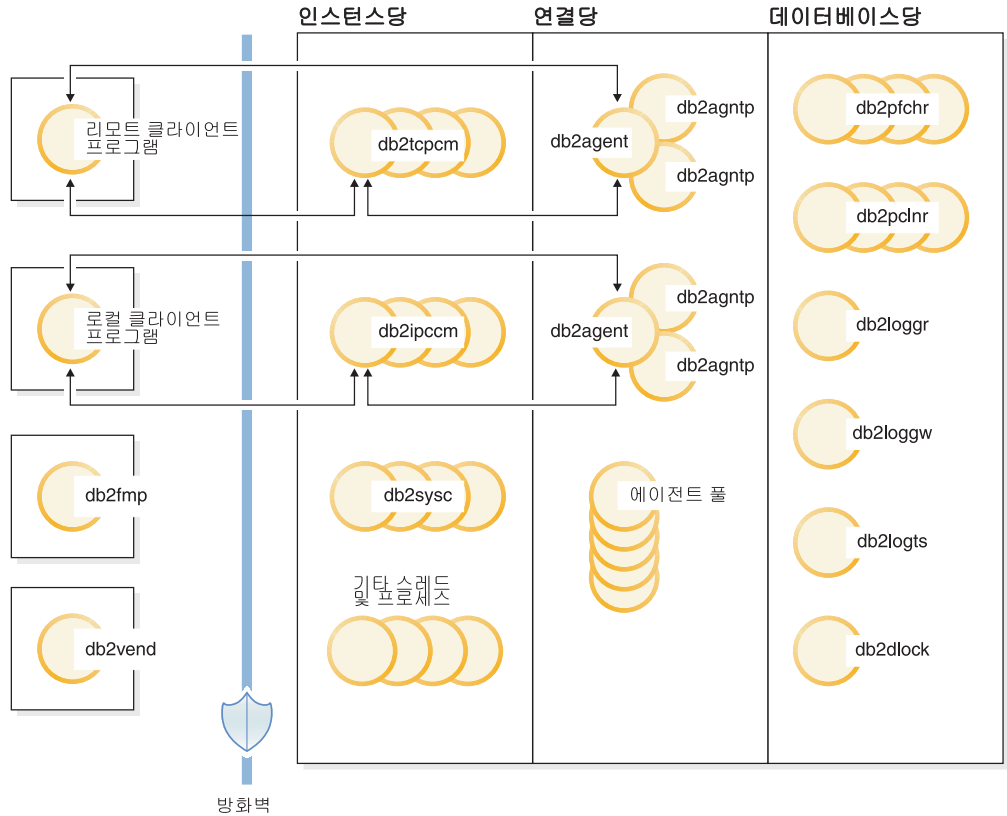 인스턴스당
연결당
데이터베이스당
리모트 클라이언트
프로그램
db2tcpcm
db2agntp
db2agent
db2agntp
db2pfchr
db2pclnr
로컬 클라이언트
프로그램
db2ipccm
db2agntp
db2agent
db2agntp
db2loggr
db2loggw
db2fmp
db2sysc
에이전트 풀
db2logts
기타 스레드
및 프로세스
db2vend
db2dlock
방화벽